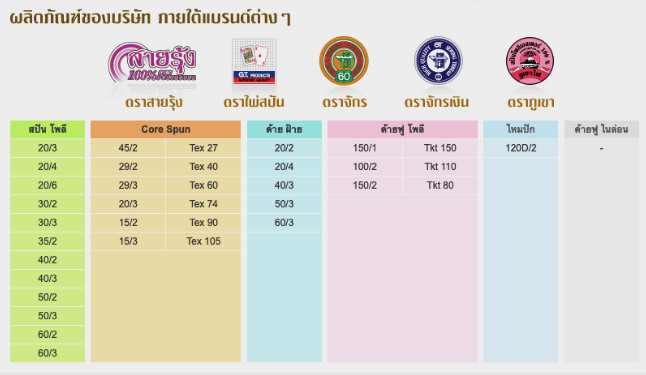 ผลิตภัณฑ์ของบริษัท ภายใต้แบรนด์ต่าง ๆ
สายรุ้ง
G.T. PRODUCTS
60
ตราสายรุ้ง ตราไพ่สปัน ตราจักร ตราจักรเงิน ตราภูเขา
สปัน โพลี Core Spun ด้าย ฝ้าย ด้ายฟู โพลี ไหมปัก ด้ายฟู ไนล่อน
20/3 45/2 Tex 27 20/2 150/1 Tkt 150 120D/2 -
20/4 29/2 Tex 40 20/4 100/2 Tkt 110
20/6 29/3 Tex 60 40/3 150/2 Tkt 80
30/2 20/3 Tex 74 50/3
30/3 15/2 Tex 90 60/3
35/2 15/3 Tex 105
40/2
40/3
50/2
50/3
60/2
60/3